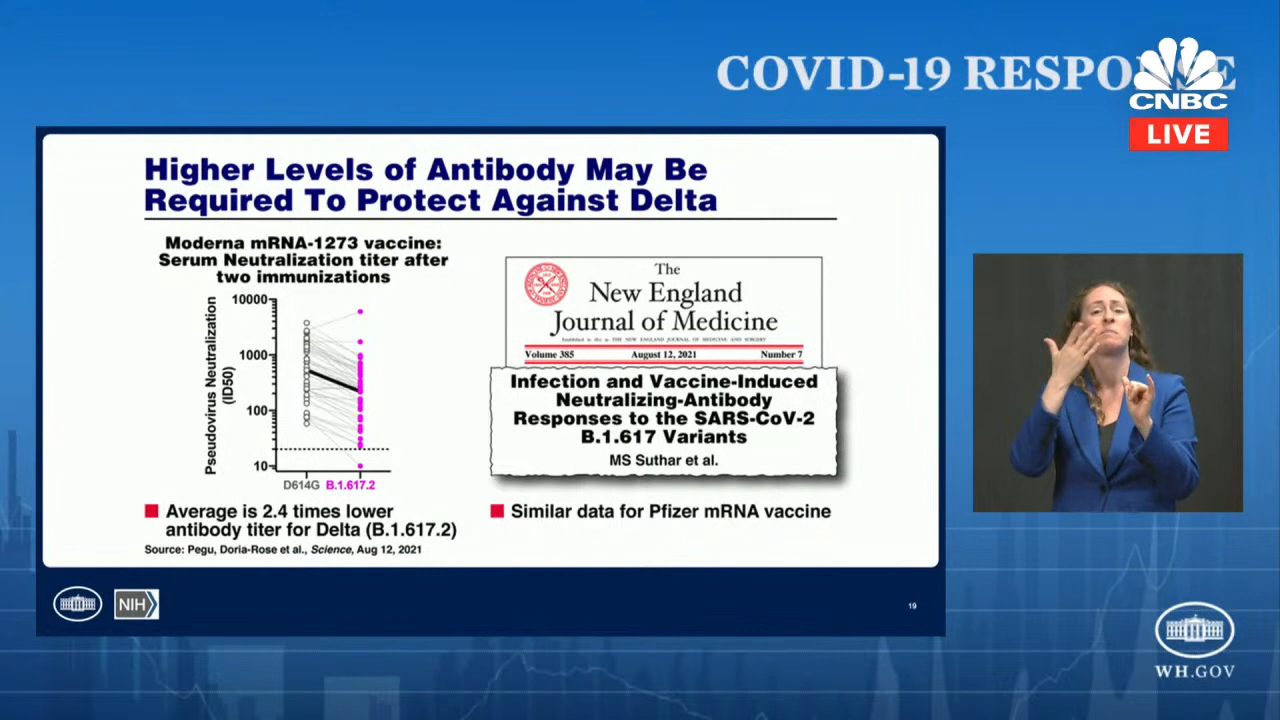 COVID-19 RESPONSE
CNBC
LIVE
Higher Levels of Antibody May Be
Required To Protect Against Delta
Moderna mRNA-1273 vaccine:
Serum Neutralization titer after
two immunizations
Pseudovirus Neutralization
(ID50)
10000
1000
100
10
D614G B.1.617.2
Average is 2.4 times lower
antibody titer for Delta (B.1.617.2)
Source: Pegu, Doria-Rose et al., Science, Aug 12, 2021
The
New England
Journal of Medicine
Volume 385 August 12, 2021 Number 7
Infection and Vaccine-Induced
Neutralizing-Antibody
Responses to the SARS-CoV-2
B.1.617 Variants
MS Suthar et al.
Similar data for Pfizer mRNA vaccine
NIH
19
WH.GOV